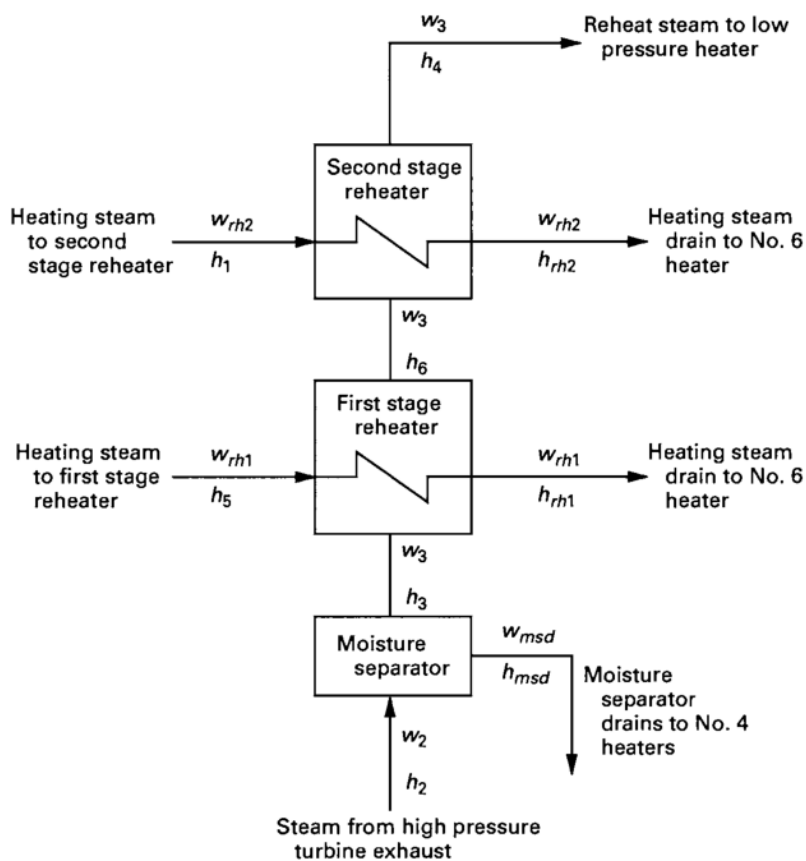 w3
Reheat steam to low
pressure heater
h4
Second stage
reheater
Heating steam
to second
stage reheater
wrh2
h1
wrh2
hrh2
Heating steam
drain to No. 6
heater
w3
h6
First stage
reheater
Heating steam
to first stage
reheater
wrh1
h5
wrh1
hrh1
Heating steam
drain to No. 6
heater
w3
h3
Moisture
separator
wmsd
hmsd
Moisture
separator
drains to No. 4
heaters
w2
h2
Steam from high pressure
turbine exhaust